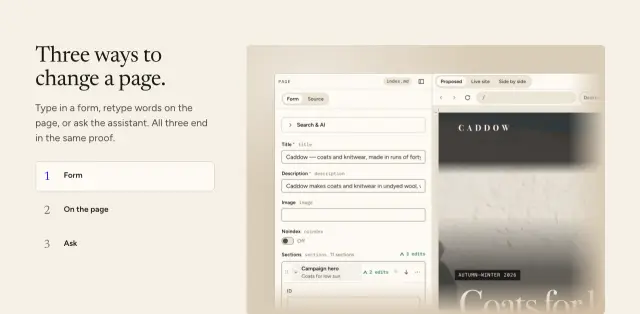 Three ways to
change a page.
Type in a form, retype words on the
page, or ask the assistant. All three end
in the same proof.
1 Form
2 On the page
3 Ask
PAGE
index.md
Form Source
Search & AI
Title * title
Caddow — coats and knitwear, made in runs of forty
Description * description
Caddow makes coats and knitwear in undyed wool,
Image image
Noindex noindex
Off
Sections sections. 11 sections
3 edits
Campaign hero
Coats for low sun
2 edits
ID
Proposed Live site Side by side
/
CADDOW
AUTUMN—WINTER 2026
Coats for l